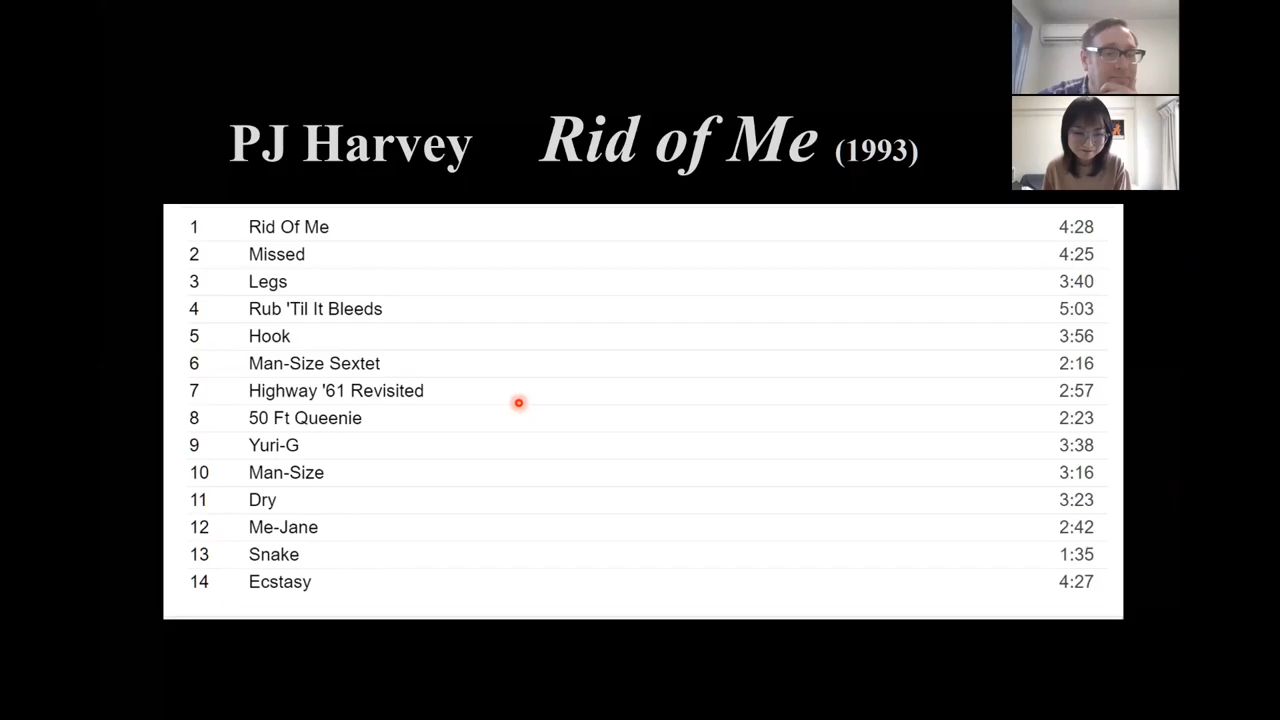 PJ Harvey Rid of Me (1993)
1 Rid Of Me 4:28
2 Missed 4:25
3 Legs 3:40
4 Rub 'Til It Bleeds 5:03
5 Hook 3:56
6 Man-Size Sextet 2:16
7 Highway '61 Revisited 2:57
8 50 Ft Queenie 2:23
9 Yuri-G 3:38
10 Man-Size 3:16
11 Dry 3:23
12 Me-Jane 2:42
13 Snake 1:35
14 Ecstasy 4:27